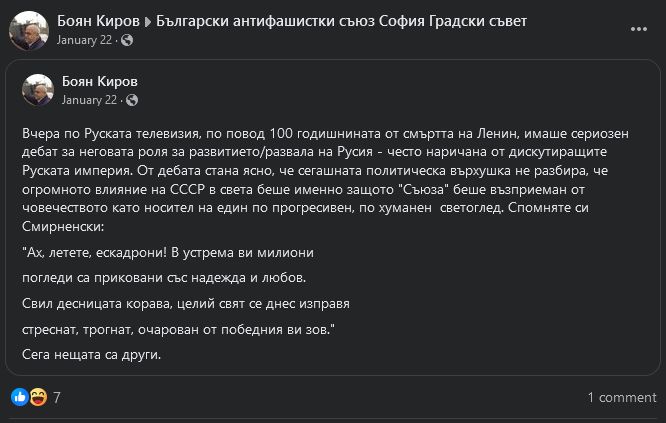 Боян Киров ▸ Български антифашистки съюз София Градски съвет
January 22 ·
Боян Киров
January 22 ·
Вчера по Руската телевизия, по повод 100 годишнината от смъртта на Ленин, имаше сериозен
дебат за неговата роля за развитието/развала на Русия - често наричана от дискутиращите
Руската империя. От дебата стана ясно, че сегашната политическа върхушка не разбира, че
огромното влияние на СССР в света беше именно защото "Съюза" беше възприеман от
човечеството като носител на един по прогресивен, по хуманен светоглед. Спомняте си
Смирненски:
"Ах, летете, ескадрони! В устрема ви милиони
погледи са приковани със надежда и любов.
Свил десницата корава, целий свят се днес изправя
стреснат, трогнат, очарован от победния ви зов."
Сега нещата са други.
7
1 comment